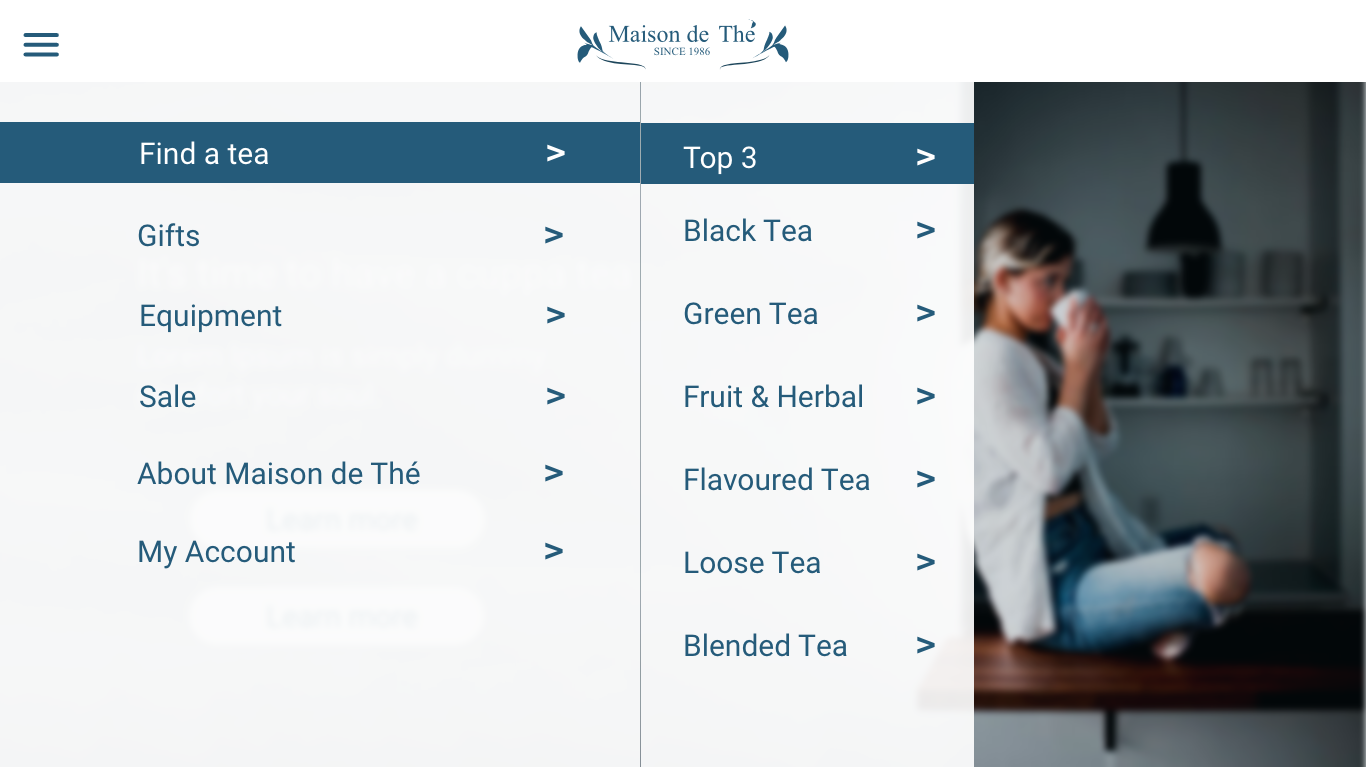 Maison de Thé
SINCE 1986
Find a tea >
Gifts >
Equipment >
Sale >
About Maison de Thé >
My Account >
Top 3 >
Black Tea >
Green Tea >
Fruit & Herbal >
Flavoured Tea >
Loose Tea >
Blended Tea >
Learn more
Learn more